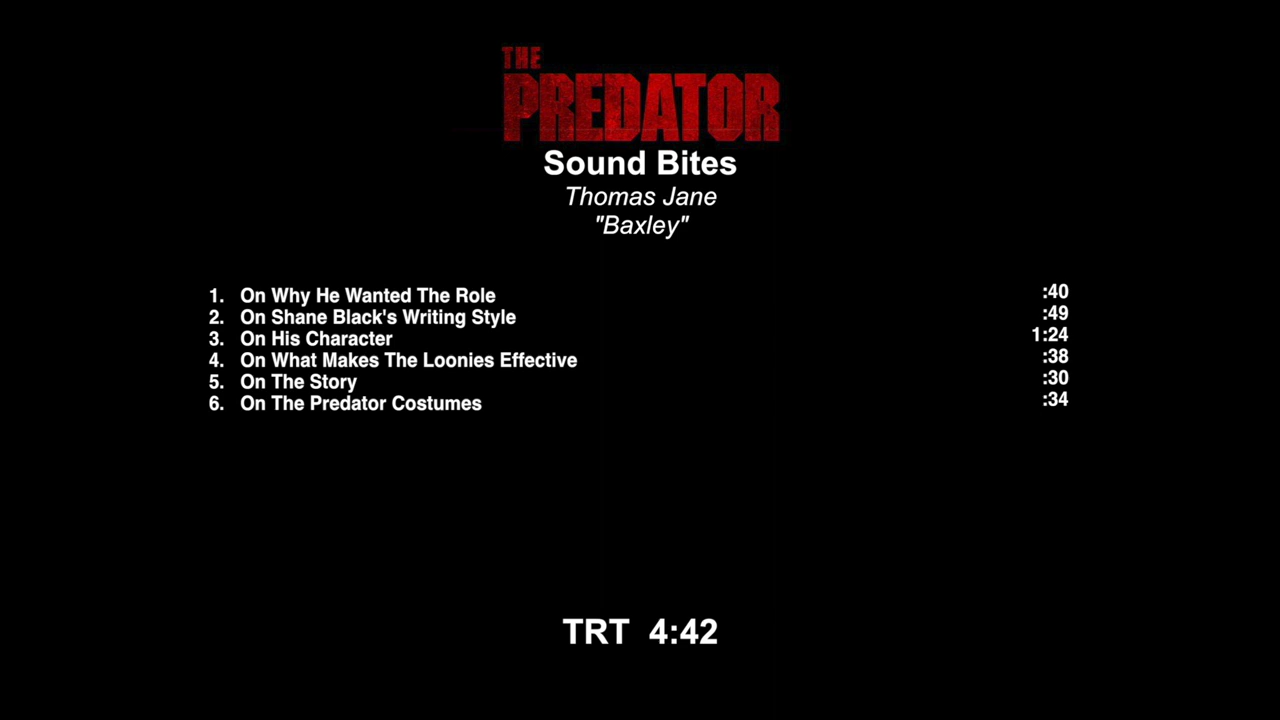 THE
PREDATOR
Sound Bites
Thomas Jane
"Baxley"
1. On Why He Wanted The Role :40
2. On Shane Black's Writing Style :49
3. On His Character 1:24
4. On What Makes The Loonies Effective :38
5. On The Story :30
6. On The Predator Costumes :34
TRT 4:42